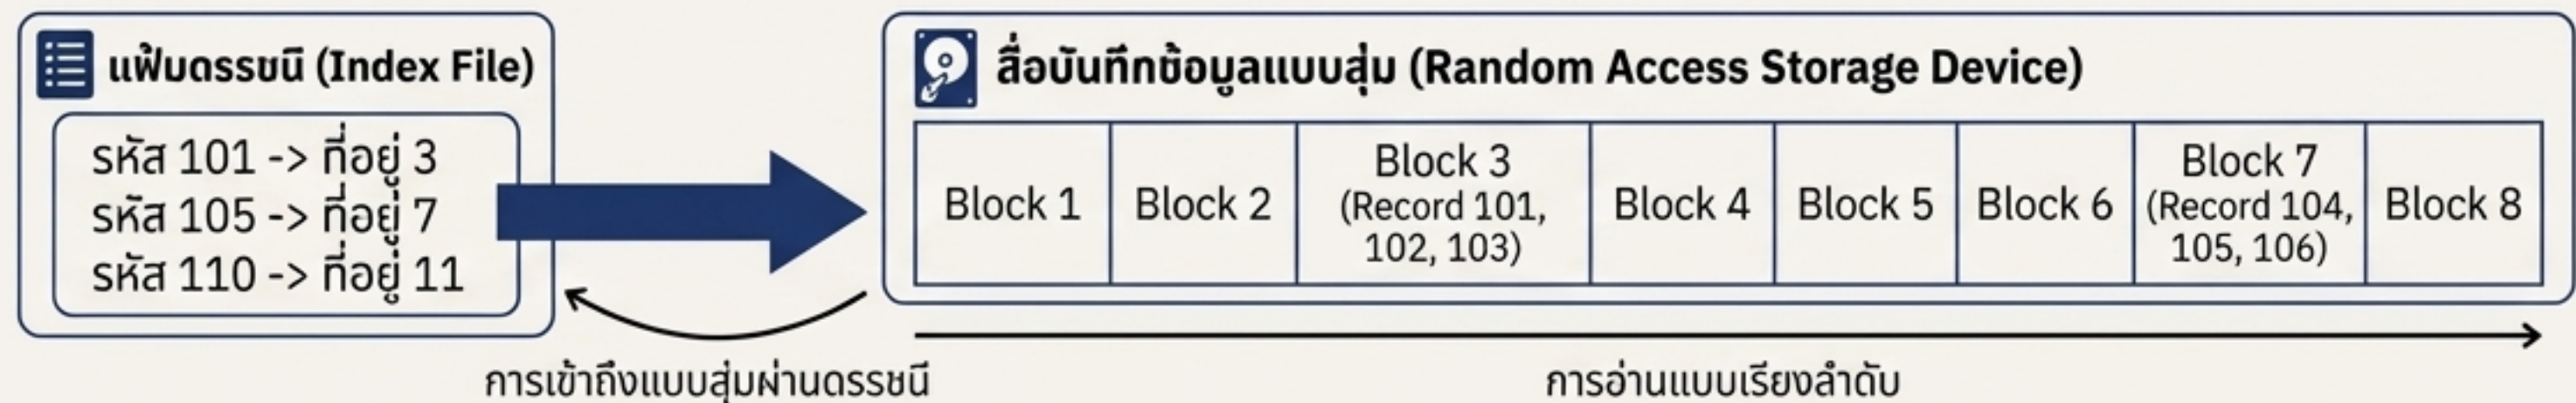 แฟ้มดรรชนี (Index File)
รหัส 101 -> ที่อยู่ 3
รหัส 105 -> ที่อยู่ 7
รหัส 110 -> ที่อยู่ 11
สื่อบันทึกข้อมูลแบบสุ่ม (Random Access Storage Device)
Block 1
Block 2
Block 3
(Record 101,
102, 103)
Block 4
Block 5
Block 6
Block 7
(Record 104,
105, 106)
Block 8
การเข้าถึงแบบสุ่มผ่านดรรชนี
การอ่านแบบเรียงลำดับ